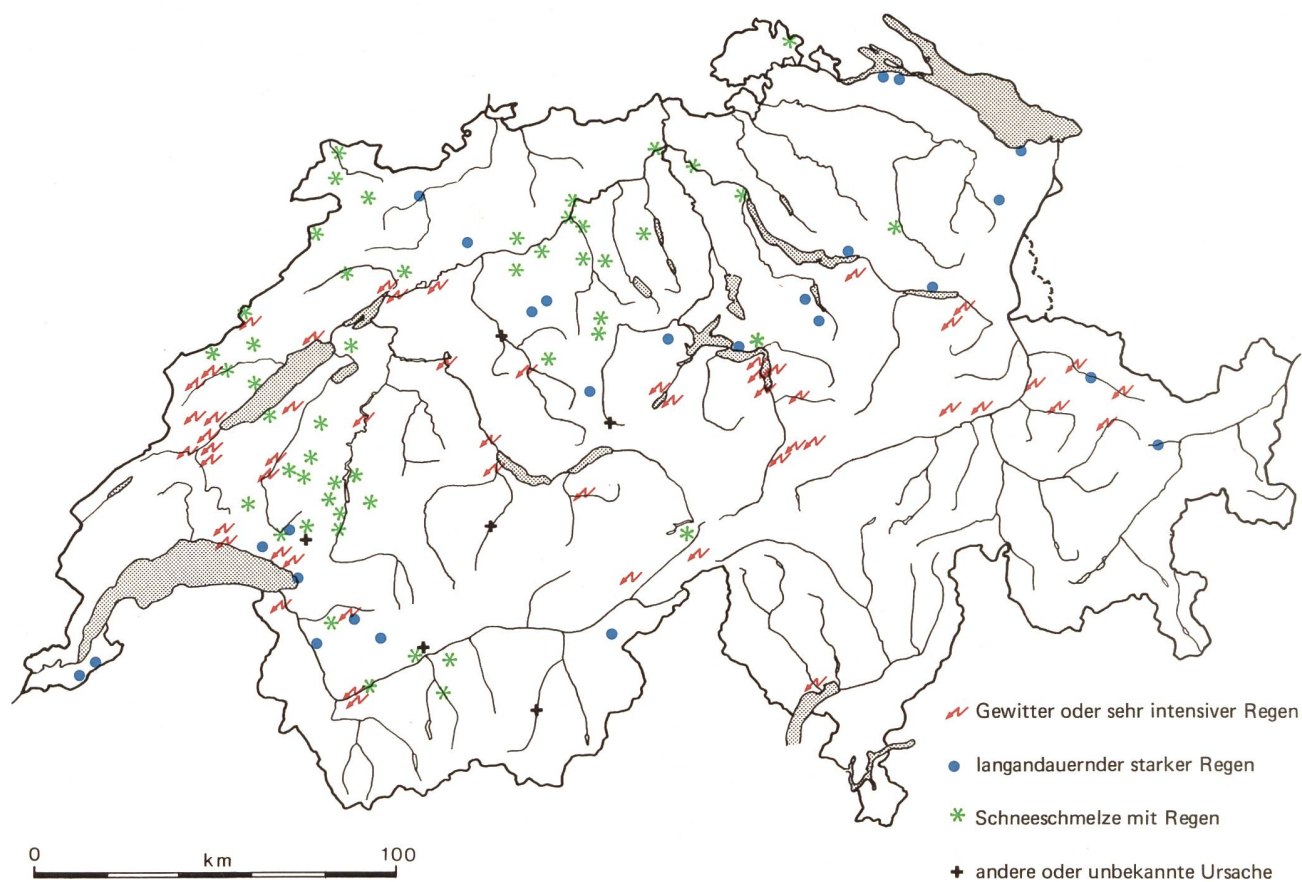 Gewitter oder sehr intensiver Regen
langandauernder starker Regen
Schneeschmelze mit Regen
andere oder unbekannte Ursache
0 km 100